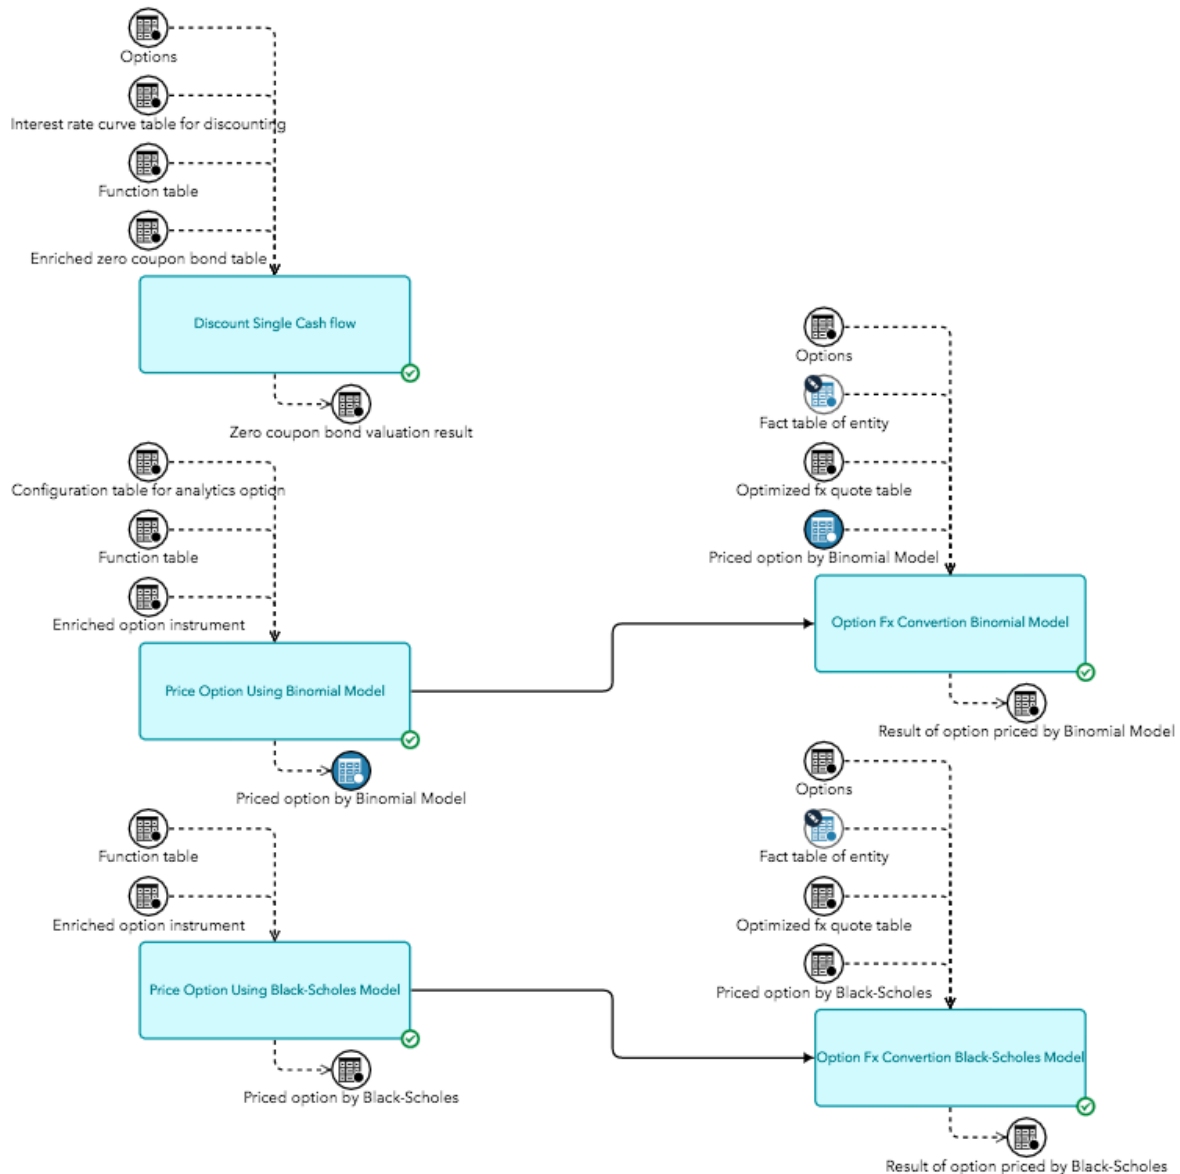 Options
Interest rate curve table for discounting
Function table
Enriched zero coupon bond table
Discount Single Cash flow
Zero coupon bond valuation result
Configuration table for analytics option
Function table
Enriched option instrument
Price Option Using Binomial Model
Priced option by Binomial Model
Function table
Enriched option instrument
Price Option Using Black-Scholes Model
Priced option by Black-Scholes
Options
Fact table of entity
Optimized fx quote table
Priced option by Binomial Model
Option Fx Convertion Binomial Model
Result of option priced by Binomial Model
Options
Fact table of entity
Optimized fx quote table
Priced option by Black-Scholes
Option Fx Convertion Black-Scholes Model
Result of option priced by Black-Scholes